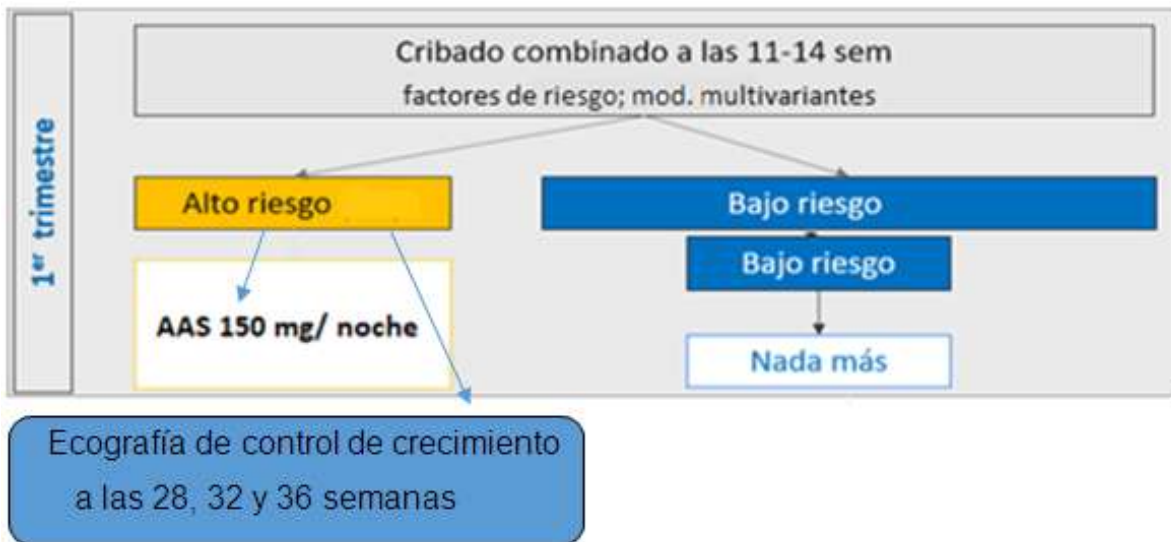 1er trimestre
Cribado combinado a las 11-14 sem
factores de riesgo; mod. multivariantes
Alto riesgo
Bajo riesgo
Bajo riesgo
AAS 150 mg/ noche
Nada más
Ecografía de control de crecimiento
a las 28, 32 y 36 semanas